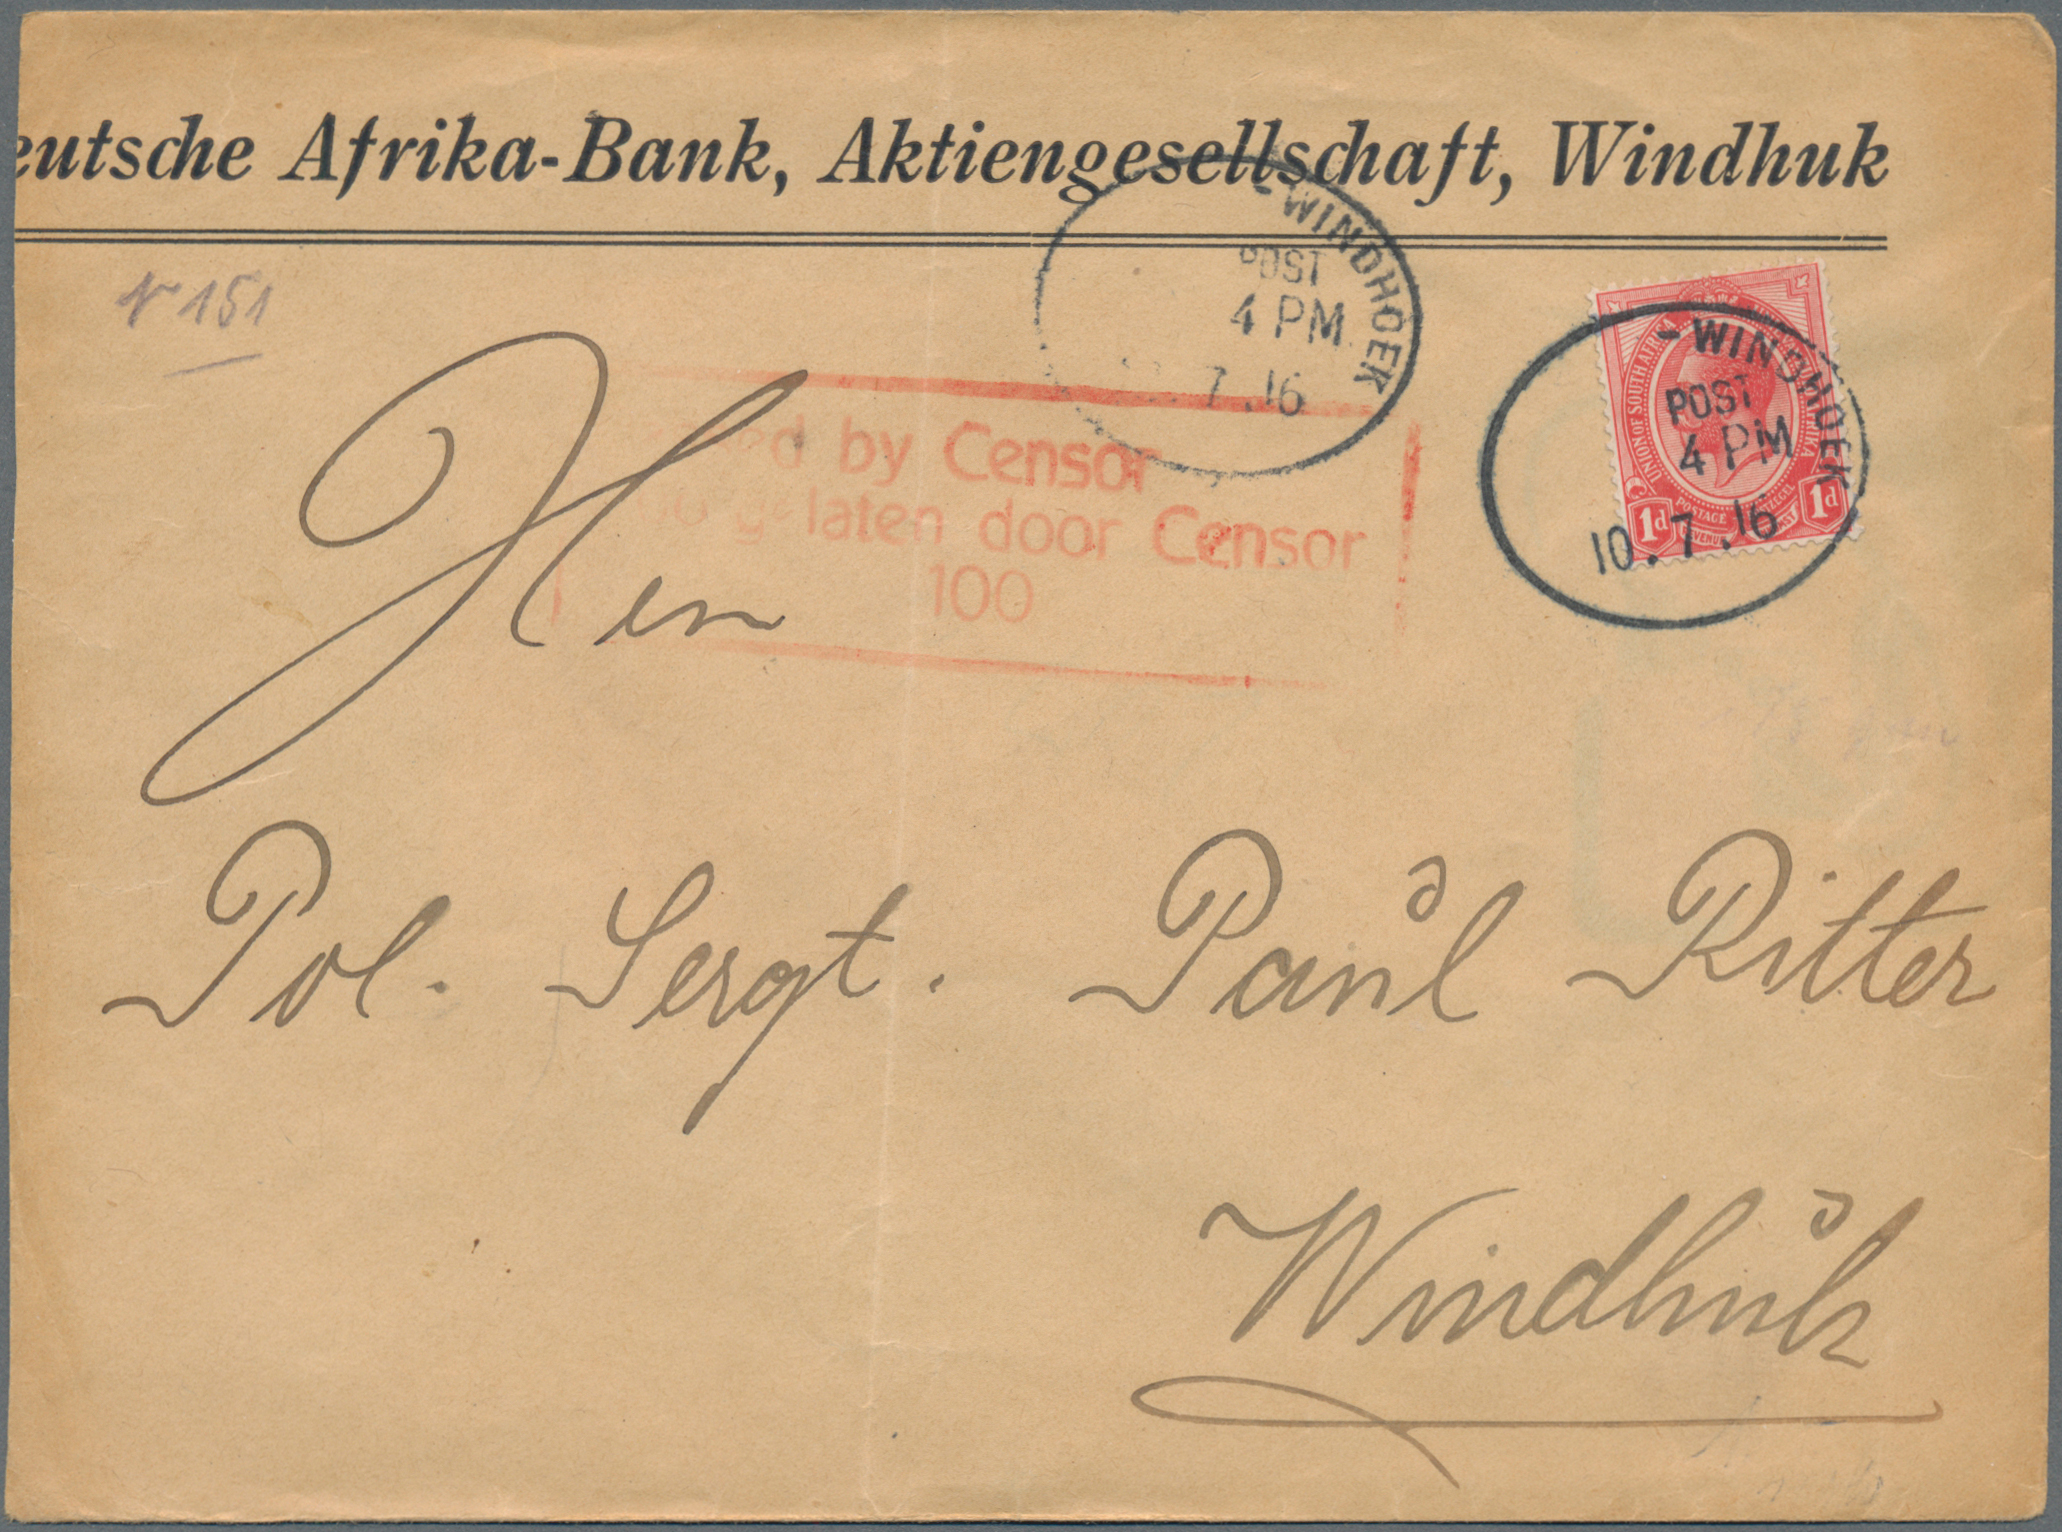 eutsche Afrika-Bank, Aktiengesellschaft, Windhuk
-WINDHOEK
POST
4 PM
7.16
№ 151
UNION OF SOUTH AFRICA
POSTAGE
1d 1d
-WINDHOEK
POST
4 PM
10.7.16
by Censor
gelaten door Censor
100
Herrn
Pol. Sergt. Paul Ritter
Windhuk